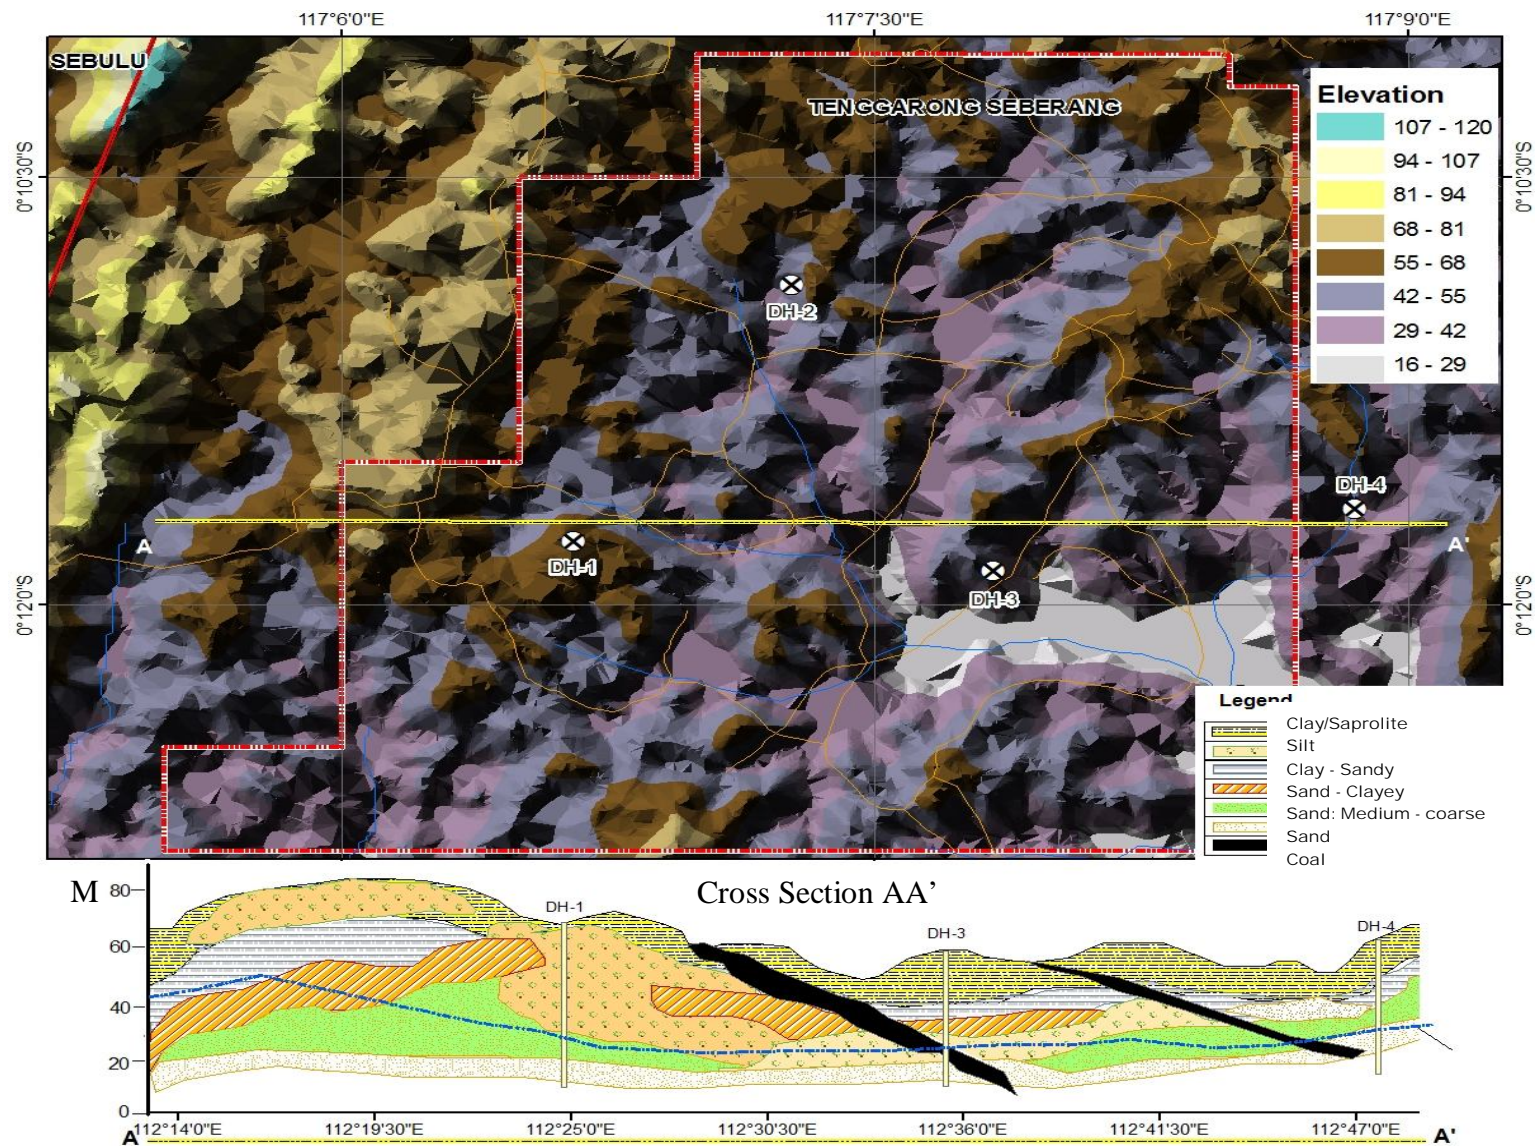 117°6'0"E 117°7'30"E 117°9'0"E
SEBULU
TENGGARONG SEBERANG
Elevation
107 - 120
94 - 107
81 - 94
68 - 81
55 - 68
42 - 55
29 - 42
16 - 29
0°10'30"S 0°10'30"S
DH-2
DH-4
A A'
DH-1
DH-3
0°12'0"S 0°12'0"S
Legend
Clay/Saprolite
Silt
Clay - Sandy
Sand - Clayey
Sand: Medium - coarse
Sand
Coal
M Cross Section AA’
80
60
40
20
0
DH-1
DH-3
DH-4
112°14'0"E 112°19'30"E 112°25'0"E 112°30'30"E 112°36'0"E 112°41'30"E 112°47'0"E
A A'